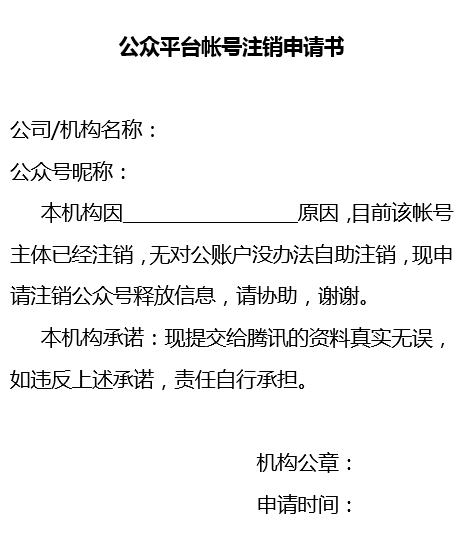 公众平台帐号注销申请书
公司/机构名称：
公众号昵称：
本机构因________________原因，目前该帐号
主体已经注销，无对公账户没办法自助注销，现申
请注销公众号释放信息，请协助，谢谢。
本机构承诺：现提交给腾讯的资料真实无误，
如违反上述承诺，责任自行承担。
机构公章：
申请时间：